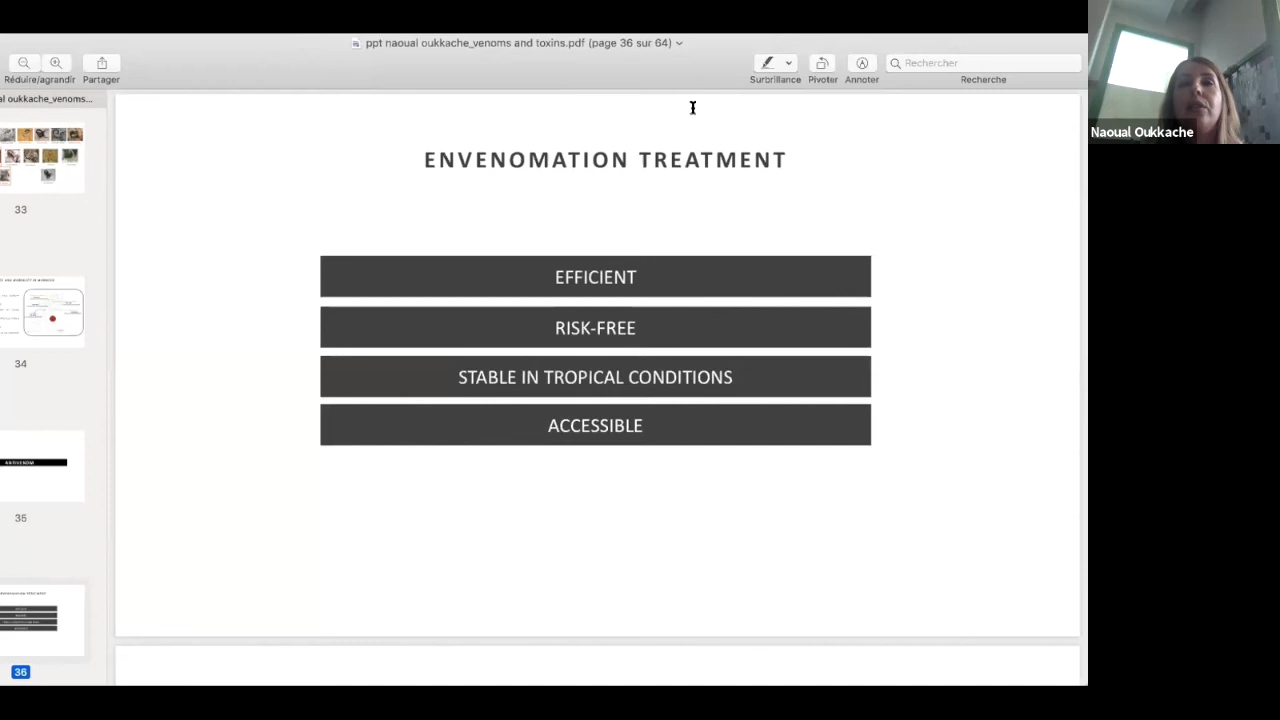 ppt naoual oukkache_venoms and toxins.pdf (page 36 sur 64)
Réduire/agrandir
Partager
Surbrillance
Pivoter
Annoter
Rechercher
Recherche
oukkache_venoms...
Naoual Oukkache
ENVENOMATION TREATMENT
EFFICIENT
RISK-FREE
STABLE IN TROPICAL CONDITIONS
ACCESSIBLE
33
34
35
36